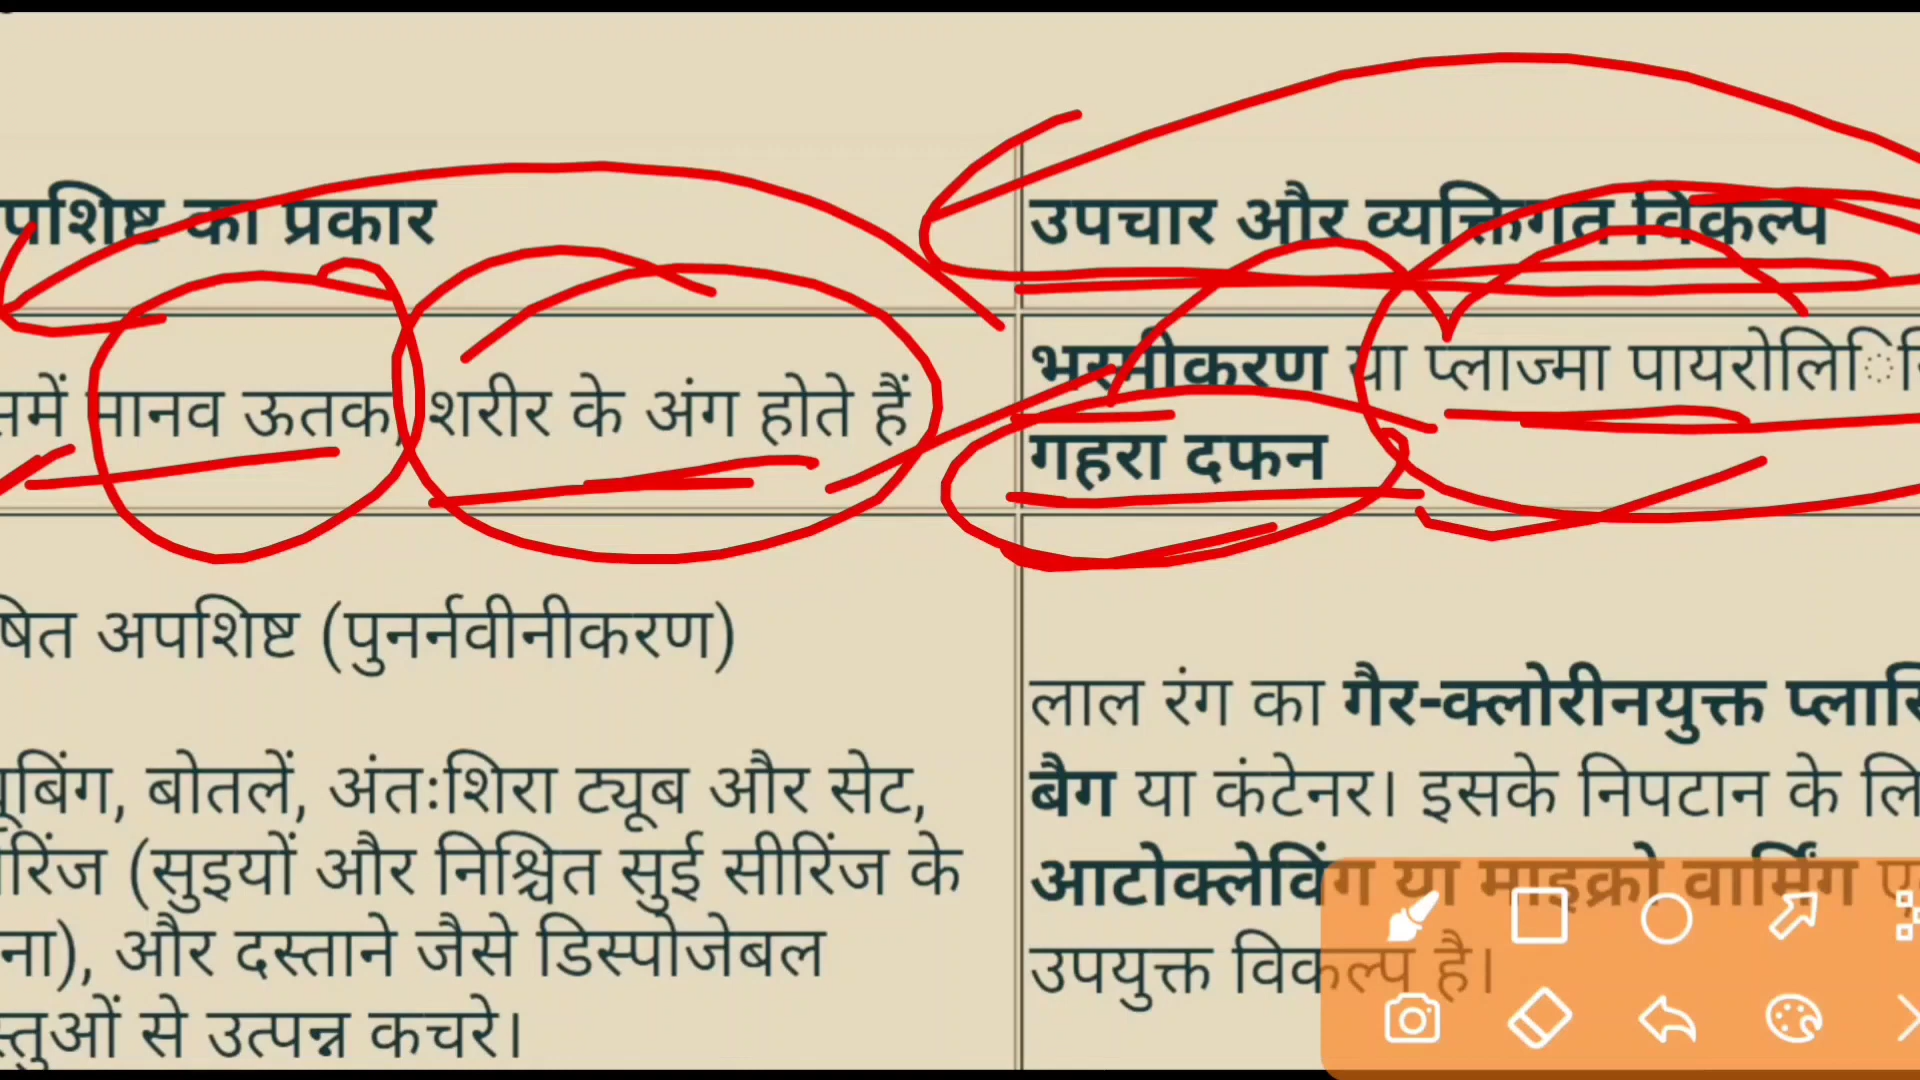 पशिष्ट का प्रकार
उपचार और व्यक्तिगत विकल्प
समें मानव ऊतक, शरीर के अंग होते हैं
भस्मीकरण या प्लाज्मा पायरोलि
गहरा दफन
षित अपशिष्ट (पुनर्नवीनीकरण)
यूबिंग, बोतलें, अंतःशिरा ट्यूब और सेट,
रिंज (सुइयों और निश्चित सुई सीरिंज के
ना), और दस्ताने जैसे डिस्पोजेबल
स्तुओं से उत्पन्न कचरे।
लाल रंग का गैर-क्लोरीनयुक्त
बैग या कंटेनर। इसके निपटान के लि
आटोक्लेविंग या माइक्रो वार्मिंग
उपयुक्त विकल्प है।